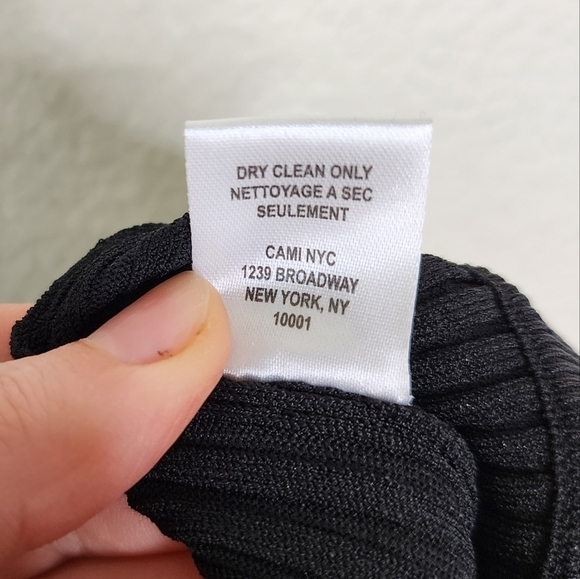 DRY CLEAN ONLY
NETTOYAGE A SEC
SEULEMENT
CAMI NYC
1239 BROADWAY
NEW YORK, NY
10001